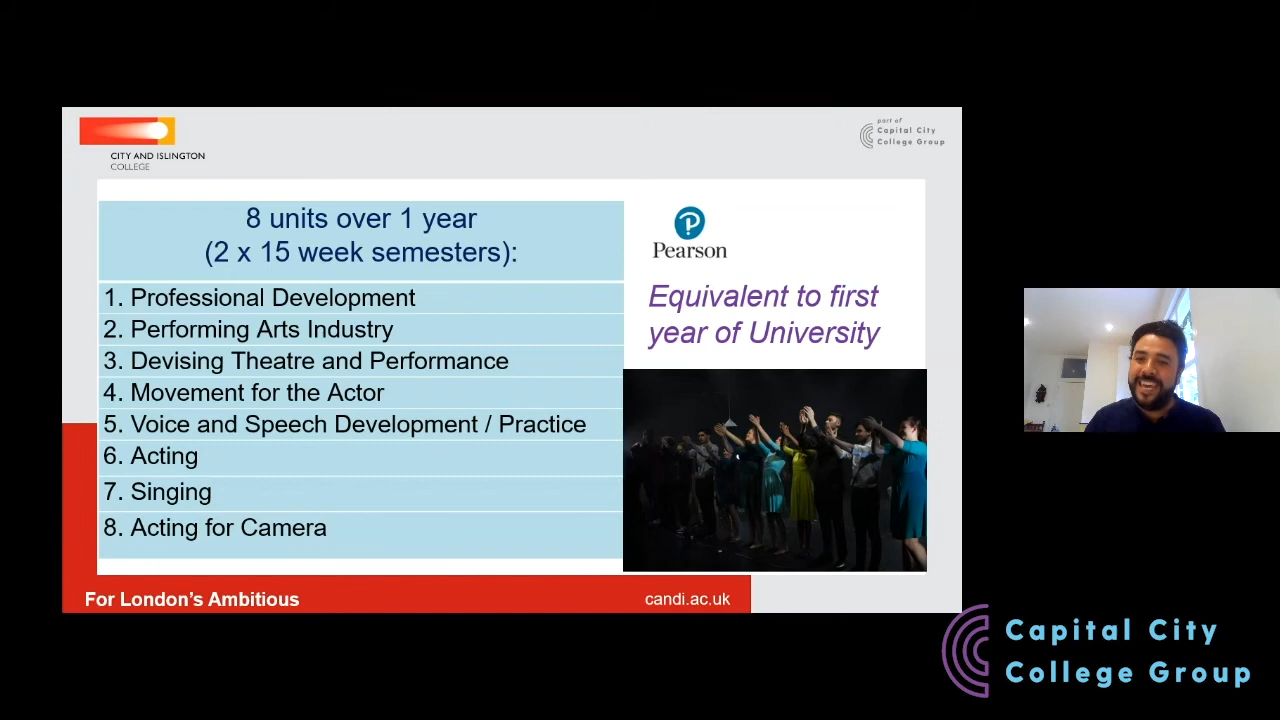 CITY AND ISLINGTON
COLLEGE
part of
Capital City
College Group
8 units over 1 year
(2 x 15 week semesters):
1. Professional Development
2. Performing Arts Industry
3. Devising Theatre and Performance
4. Movement for the Actor
5. Voice and Speech Development / Practice
6. Acting
7. Singing
8. Acting for Camera
Pearson
Equivalent to first
year of University
For London's Ambitious
candi.ac.uk
Capital City
College Group